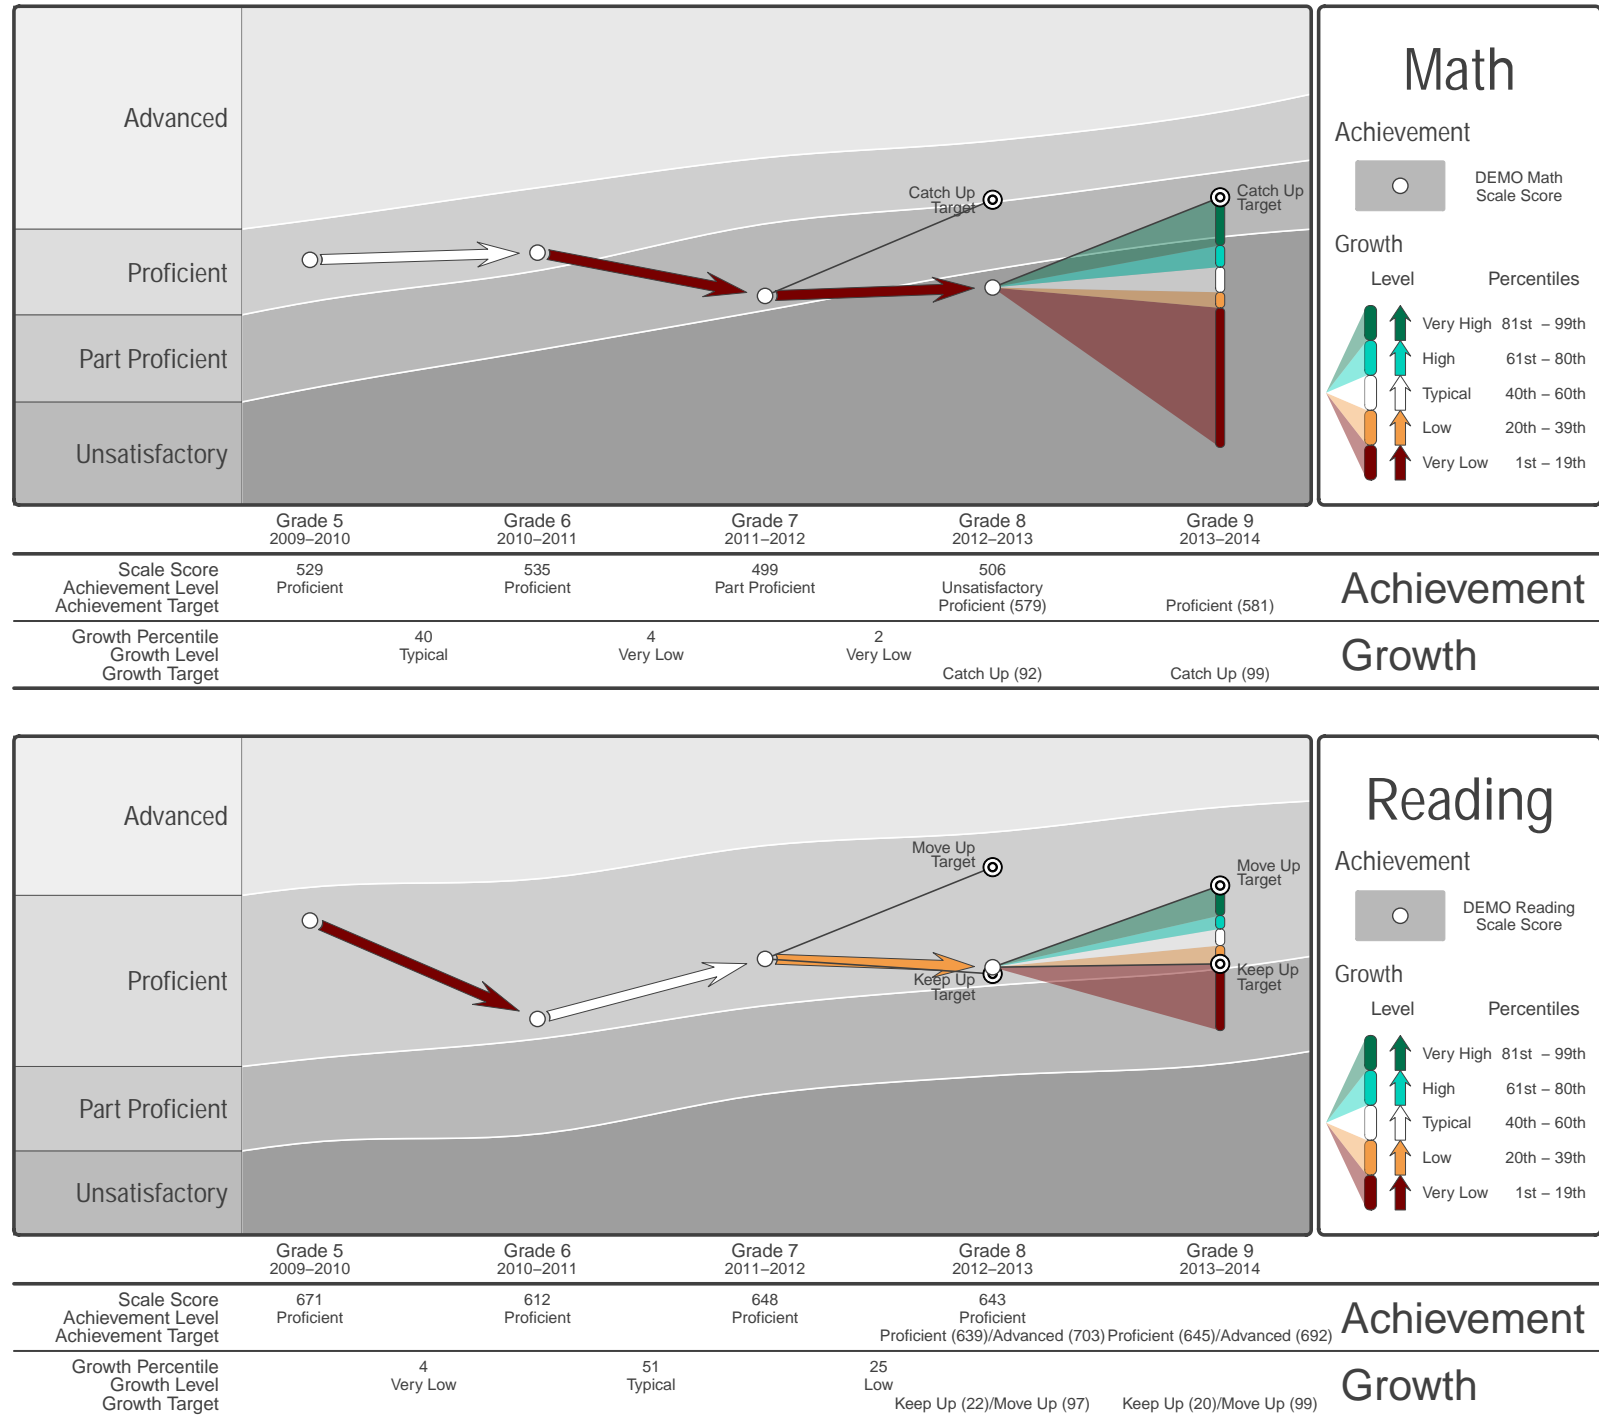 Math
Advanced
Proficient
Part Proficient
Unsatisfactory
Catch Up
Target
Catch Up
Target
Achievement
DEMO Math
Scale Score
Growth
Level Percentiles
Very High 81st – 99th
High 61st – 80th
Typical 40th – 60th
Low 20th – 39th
Very Low 1st – 19th
Grade 5 Grade 6 Grade 7 Grade 8 Grade 9
2009–2010 2010–2011 2011–2012 2012–2013 2013–2014
Scale Score 529 535 499 506
Achievement Level Proficient Proficient Part Proficient Unsatisfactory
Achievement Target Proficient (579) Proficient (581)
Achievement
Growth Percentile 40 4 2
Growth Level Typical Very Low Very Low
Growth Target Catch Up (92) Catch Up (99)
Growth
Reading
Advanced
Proficient
Part Proficient
Unsatisfactory
Move Up
Target
Keep Up
Target
Move Up
Target
Keep Up
Target
Achievement
DEMO Reading
Scale Score
Growth
Level Percentiles
Very High 81st – 99th
High 61st – 80th
Typical 40th – 60th
Low 20th – 39th
Very Low 1st – 19th
Grade 5 Grade 6 Grade 7 Grade 8 Grade 9
2009–2010 2010–2011 2011–2012 2012–2013 2013–2014
Scale Score 671 612 648 643
Achievement Level Proficient Proficient Proficient Proficient
Achievement Target Proficient (639)/Advanced (703) Proficient (645)/Advanced (692)
Achievement
Growth Percentile 4 51 25
Growth Level Very Low Typical Low
Growth Target Keep Up (22)/Move Up (97) Keep Up (20)/Move Up (99)
Growth